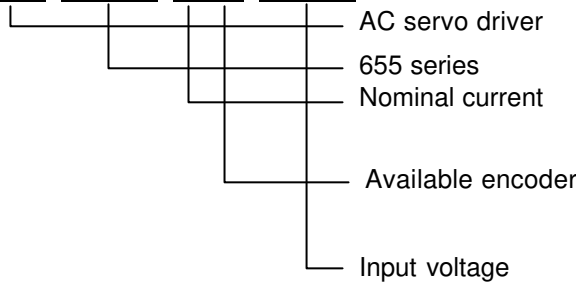 AC servo driver
655 series
Nominal current
Available encoder
Input voltage